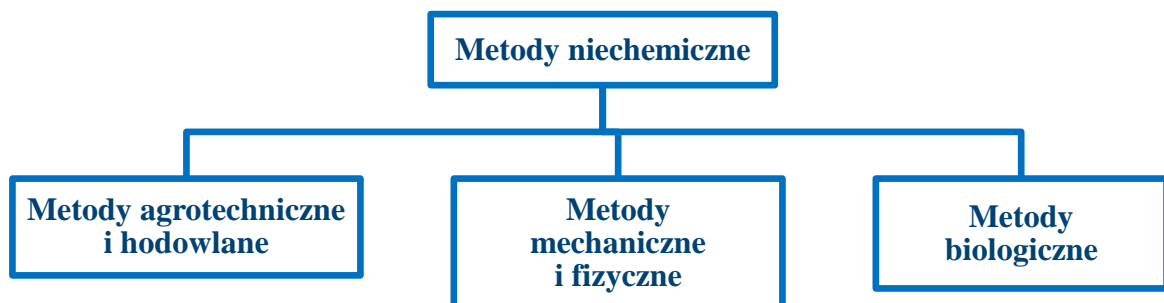 Metody niechemiczne
Metody agrotechniczne
i hodowlane
Metody
mechaniczne
i fizyczne
Metody
biologiczne